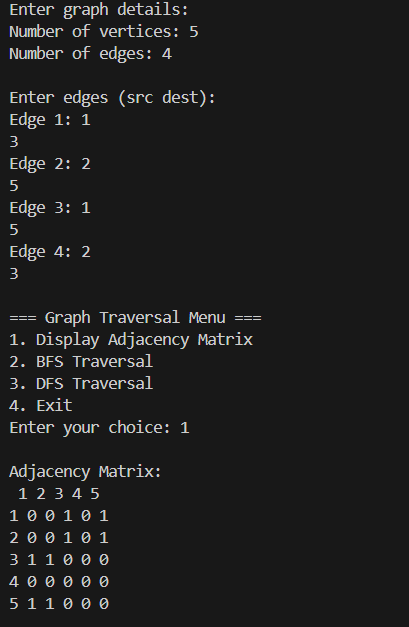 Enter graph details:
Number of vertices: 5
Number of edges: 4

Enter edges (src dest):
Edge 1: 1
3
Edge 2: 2
5
Edge 3: 1
5
Edge 4: 2
3

=== Graph Traversal Menu ===
1. Display Adjacency Matrix
2. BFS Traversal
3. DFS Traversal
4. Exit
Enter your choice: 1

Adjacency Matrix:
 1 2 3 4 5
1 0 0 1 0 1
2 0 0 1 0 1
3 1 1 0 0 0
4 0 0 0 0 0
5 1 1 0 0 0